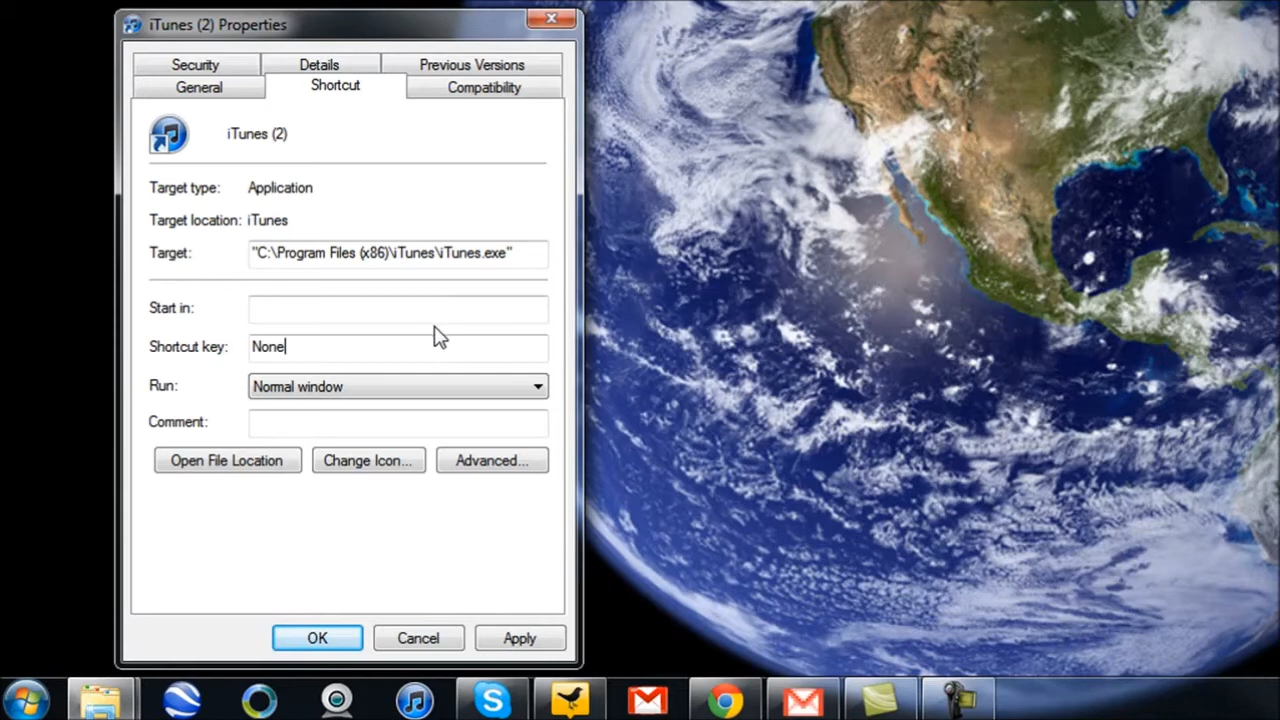 iTunes (2) Properties
Security
Details
Previous Versions
General
Shortcut
Compatibility
iTunes (2)
Target type: Application
Target location: iTunes
Target: "C:\Program Files (x86)\iTunes\iTunes.exe"
Start in:
Shortcut key: None
Run: Normal window
Comment:
Open File Location
Change Icon...
Advanced...
OK
Cancel
Apply